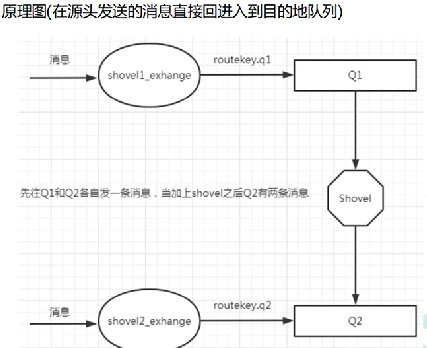 原理图(在源头发送的消息直接回进入到目的地队列)
消息
shovel1_exhange
routekey.q1
Q1
先往Q1和Q2各自发一条消息，当加上shovel之后Q2有两条消息
Shovel
消息
shovel2_exhange
routekey.q2
Q2